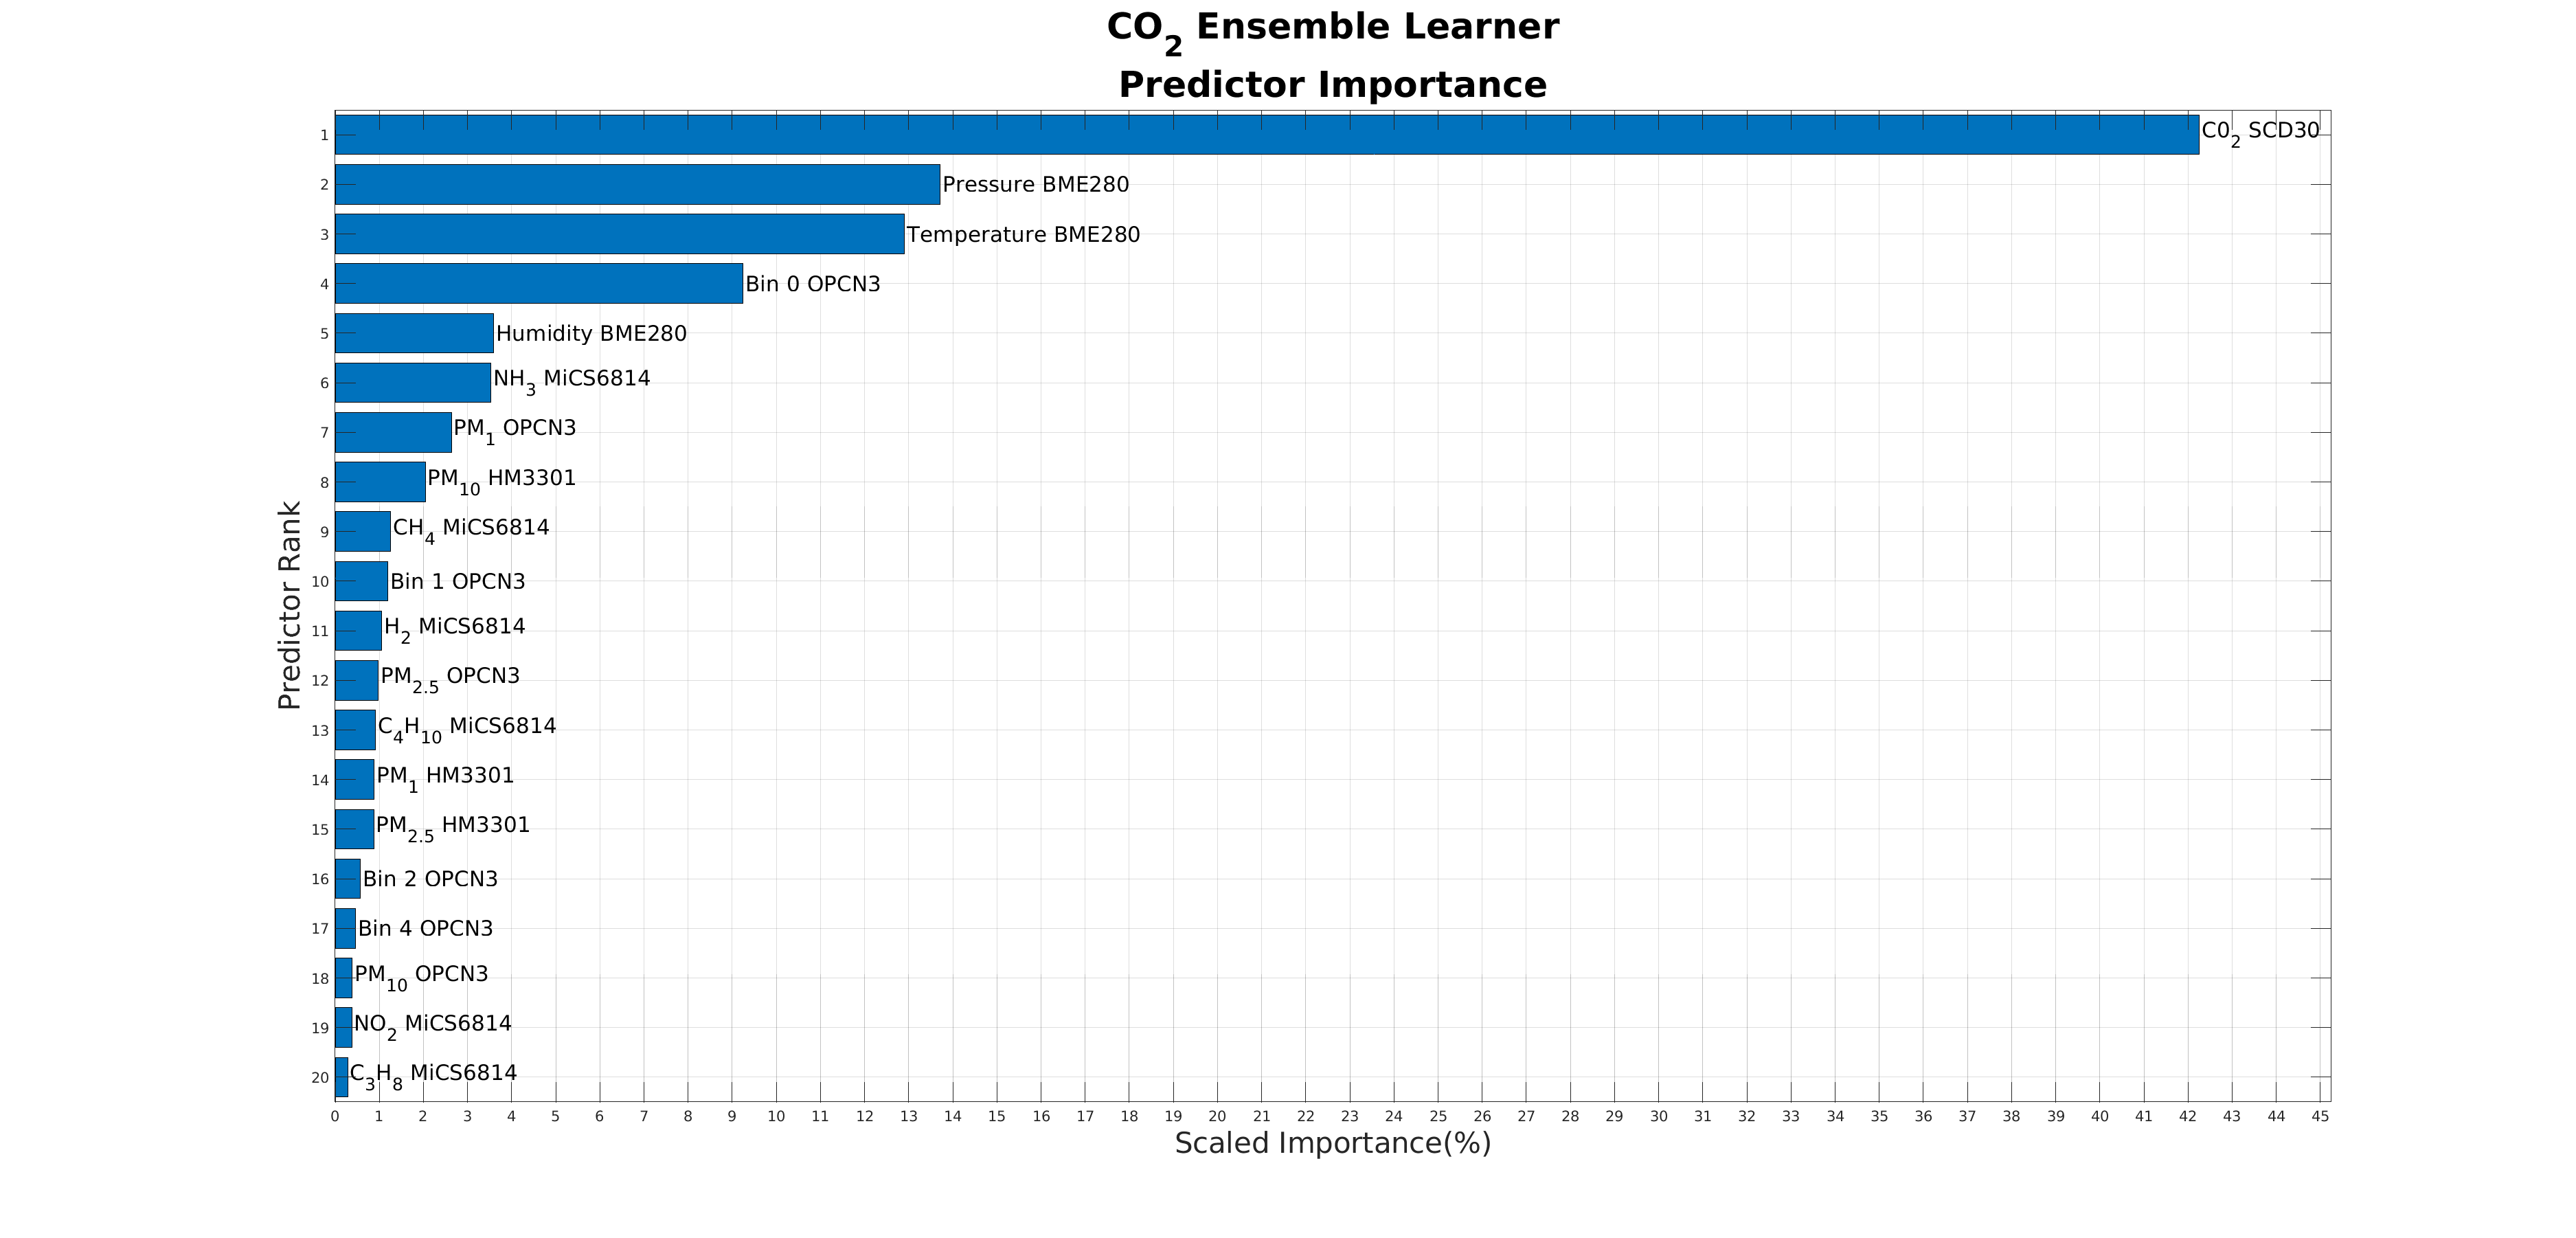 CO2 Ensemble Learner
Predictor Importance
1 C02 SCD30
2 Pressure BME280
3 Temperature BME280
4 Bin 0 OPCN3
5 Humidity BME280
6 NH3 MiCS6814
7 PM1 OPCN3
8 PM10 HM3301
9 CH4 MiCS6814
10 Bin 1 OPCN3
11 H2 MiCS6814
12 PM2.5 OPCN3
13 C4H10 MiCS6814
14 PM1 HM3301
15 PM2.5 HM3301
16 Bin 2 OPCN3
17 Bin 4 OPCN3
18 PM10 OPCN3
19 NO2 MiCS6814
20 C3H8 MiCS6814
Predictor Rank
0 1 2 3 4 5 6 7 8 9 10 11 12 13 14 15 16 17 18 19 20 21 22 23 24 25 26 27 28 29 30 31 32 33 34 35 36 37 38 39 40 41 42 43 44 45
Scaled Importance(%)